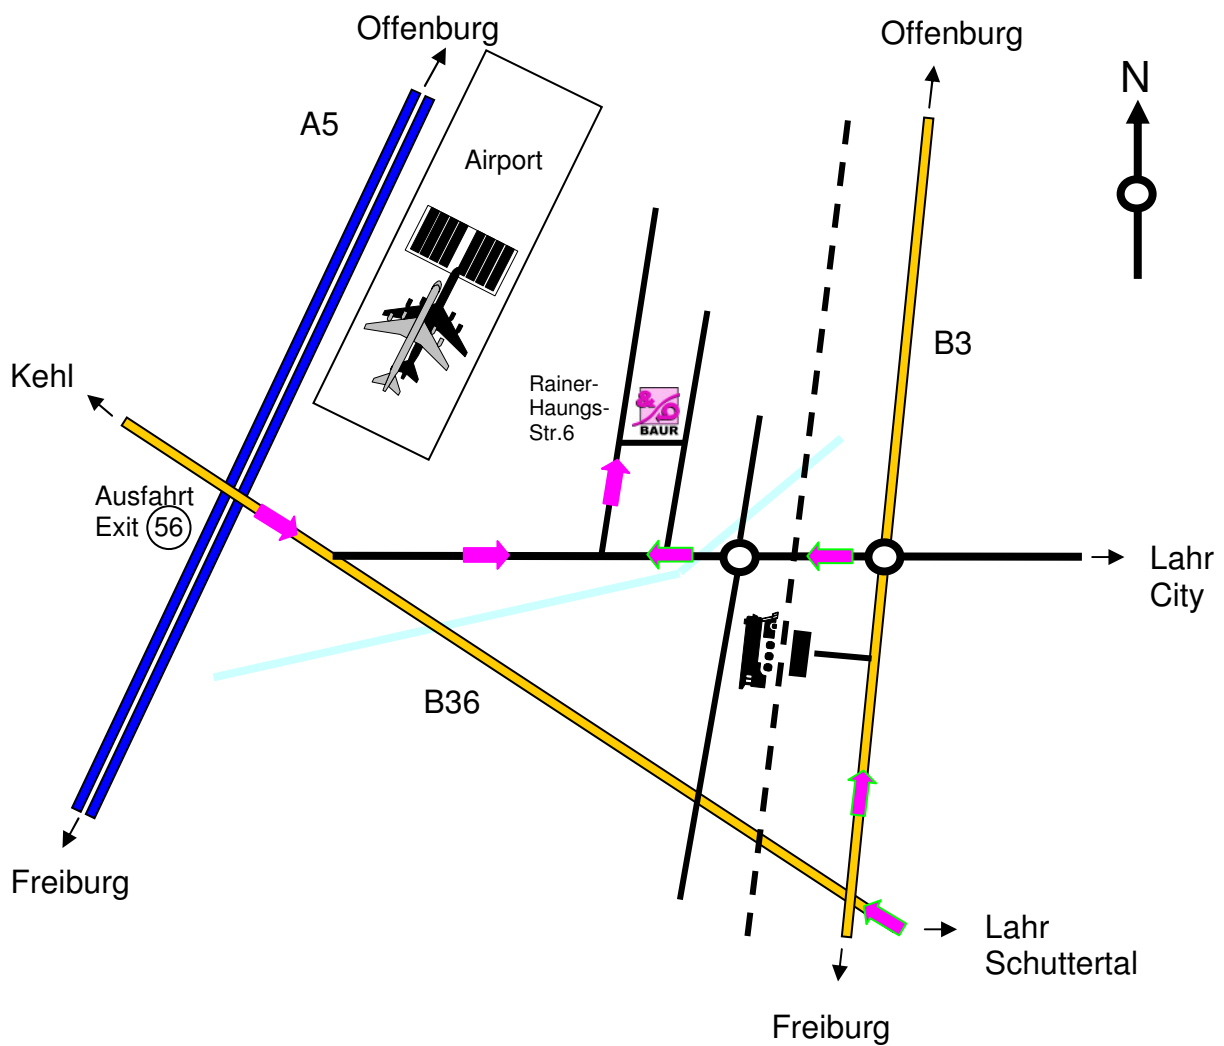 Offenburg
Offenburg
N
A5
Airport
B3
Kehl
Rainer-
Haungs-
Str.6
&
BAUR
Ausfahrt
Exit 56
Lahr
City
B36
Freiburg
Lahr
Schuttertal
Freiburg